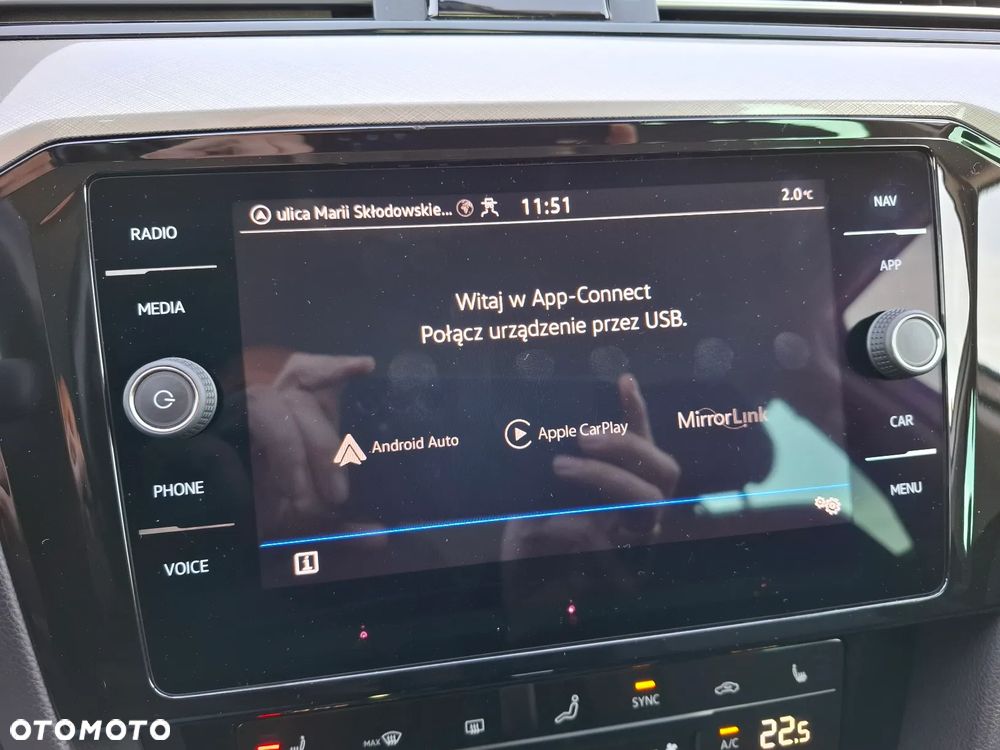 ulica Marii Skłodowskie... 11:51 2.0°C
RADIO
MEDIA
PHONE
VOICE
Witaj w App-Connect
Połącz urządzenie przez USB.
Android Auto
Apple CarPlay
MirrorLink
i
NAV
APP
CAR
MENU
MAX
SYNC
A/C
22.5
OTOMOTO